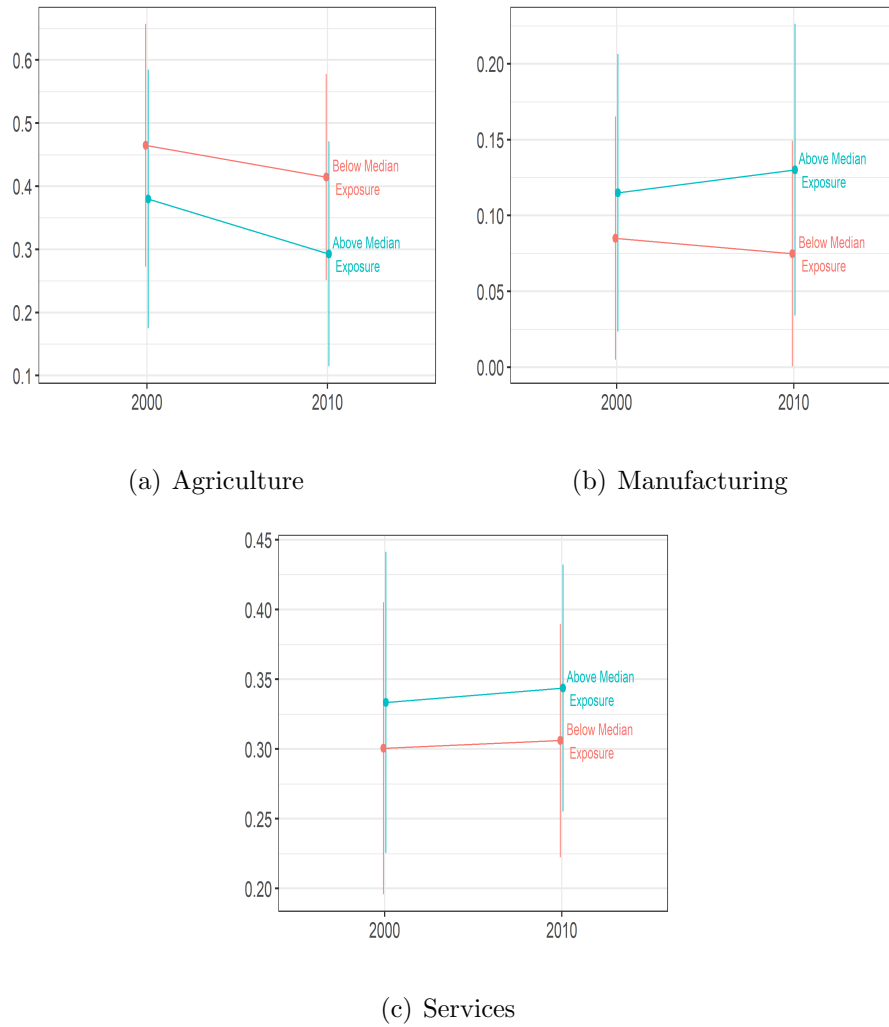 0.6
0.5
0.4
0.3
0.2
0.1
Below Median
Exposure
Above Median
Exposure
2000 2010
(a) Agriculture
0.20
0.15
0.10
0.05
0.00
Above Median
Exposure
Below Median
Exposure
2000 2010
(b) Manufacturing
0.45
0.40
0.35
0.30
0.25
0.20
Above Median
Exposure
Below Median
Exposure
2000 2010
(c) Services